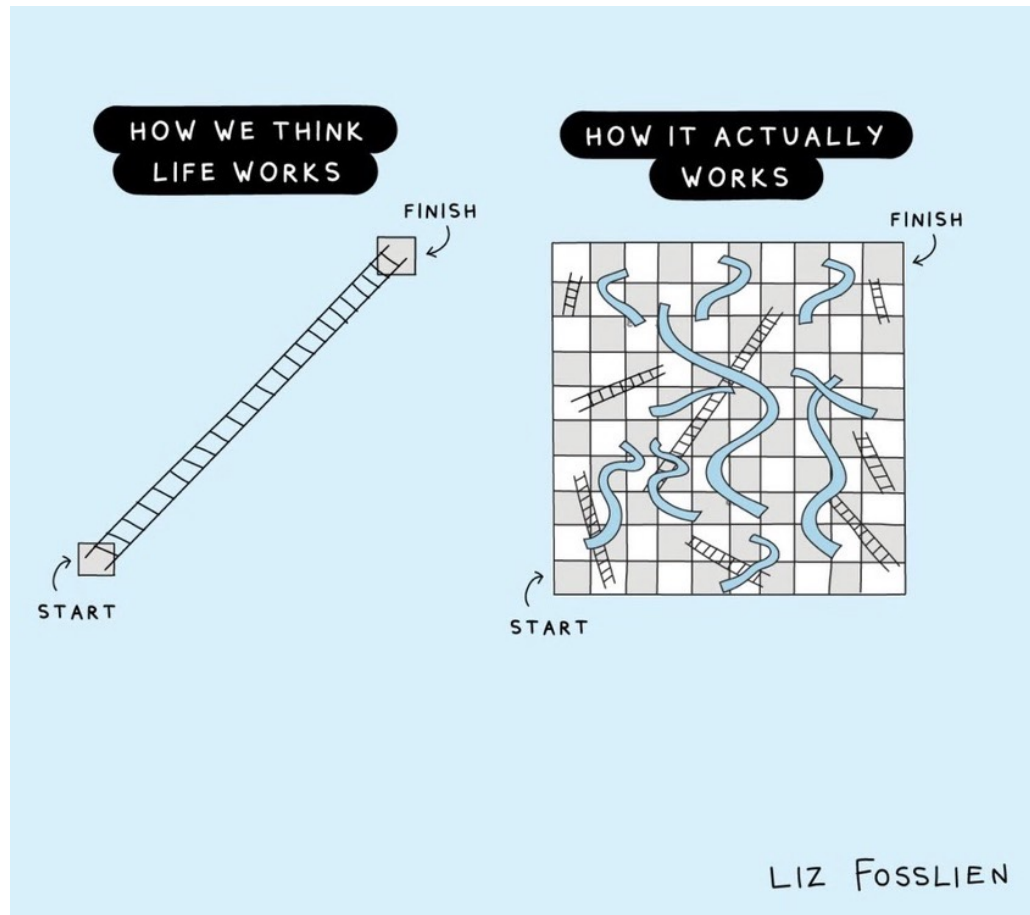 HOW WE THINK
LIFE WORKS
FINISH
START
HOW IT ACTUALLY
WORKS
FINISH
START
LIZ FOSSLIEN